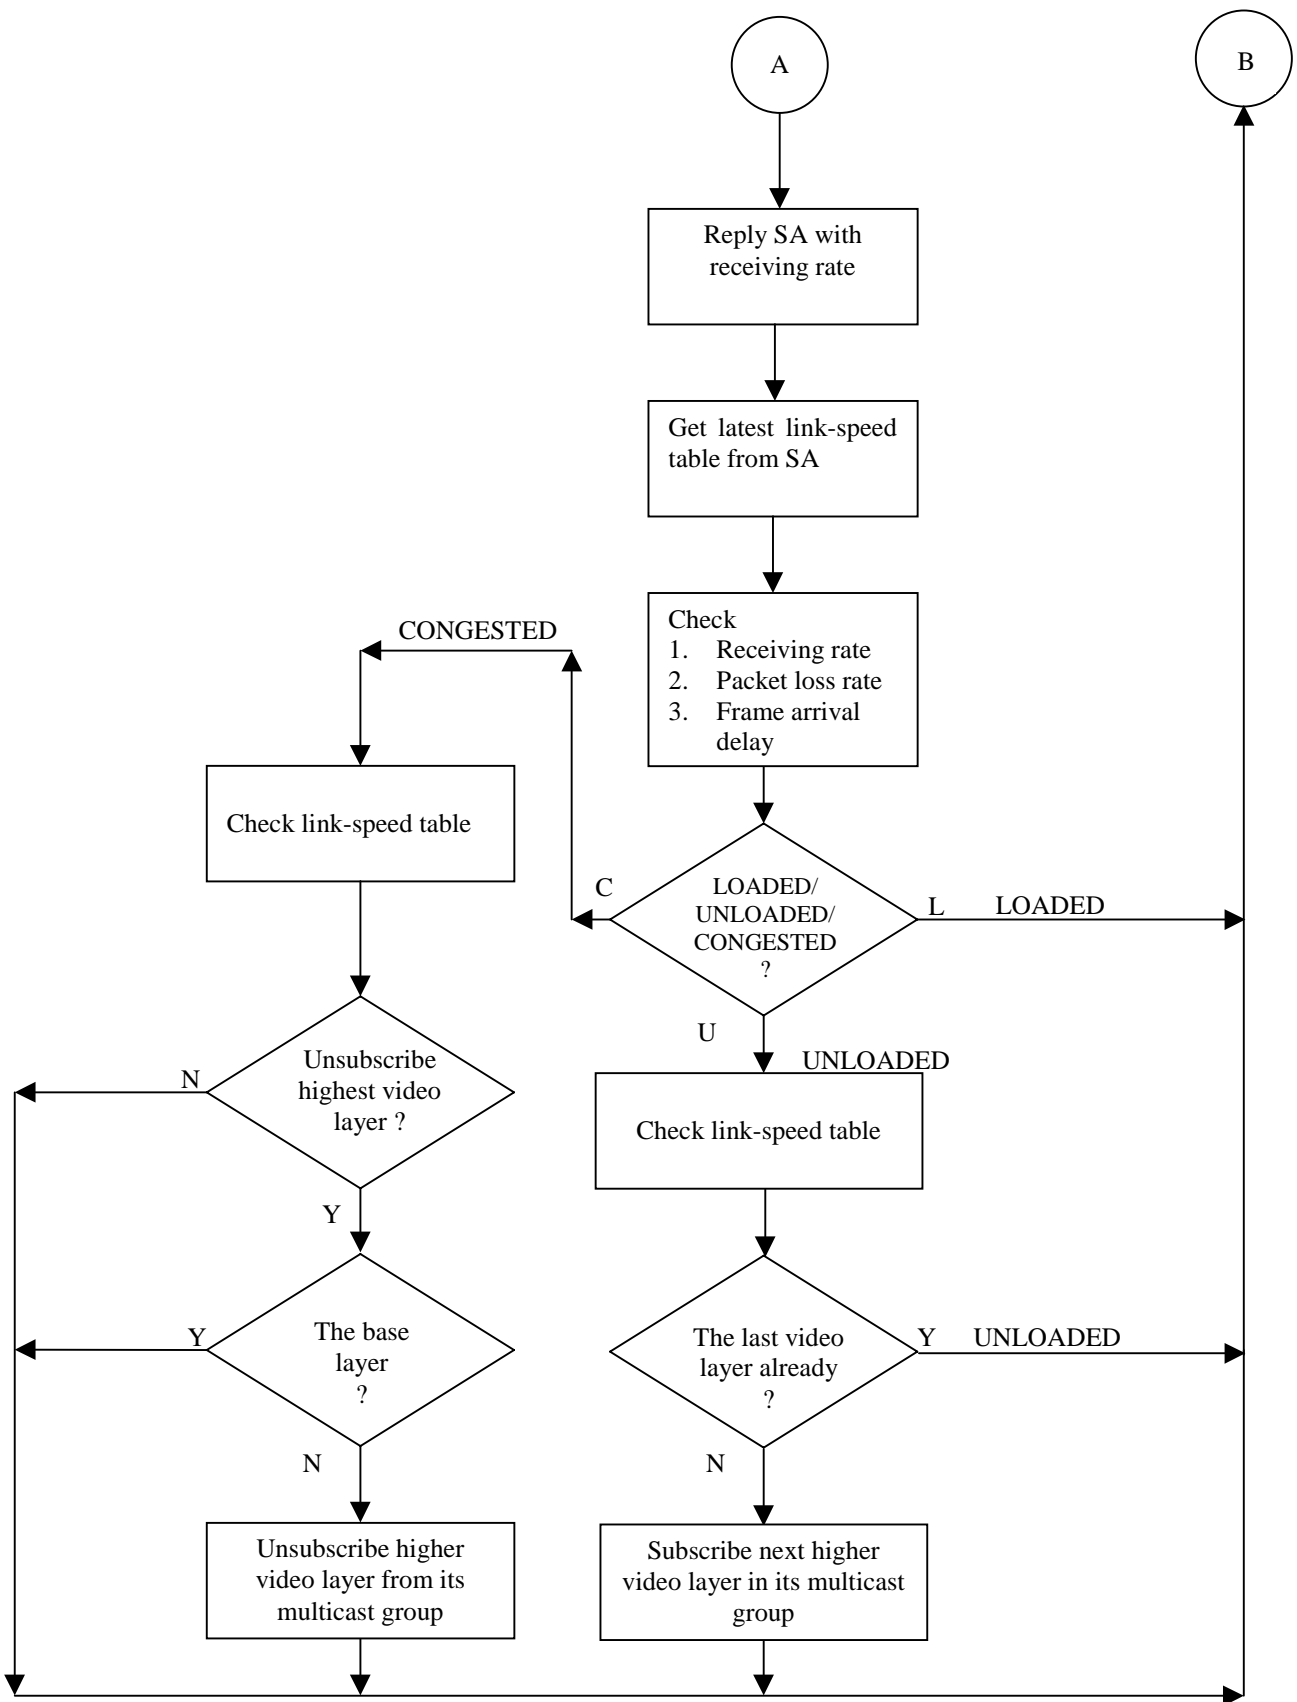 A
B
Reply SA with
receiving rate
Get latest link-speed
table from SA
Check
1. Receiving rate
2. Packet loss rate
3. Frame arrival
delay
CONGESTED
Check link-speed table
C
LOADED/
UNLOADED/
CONGESTED
?
L LOADED
U
UNLOADED
Unsubscribe
highest video
layer ?
N
Y
Check link-speed table
The base
layer
?
Y
N
The last video
layer already
?
Y UNLOADED
N
Unsubscribe higher
video layer from its
multicast group
Subscribe next higher
video layer in its multicast
group